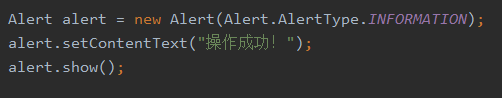 Alert alert = new Alert(Alert.AlertType.INFORMATION);
alert.setContentText("操作成功！");
alert.show();